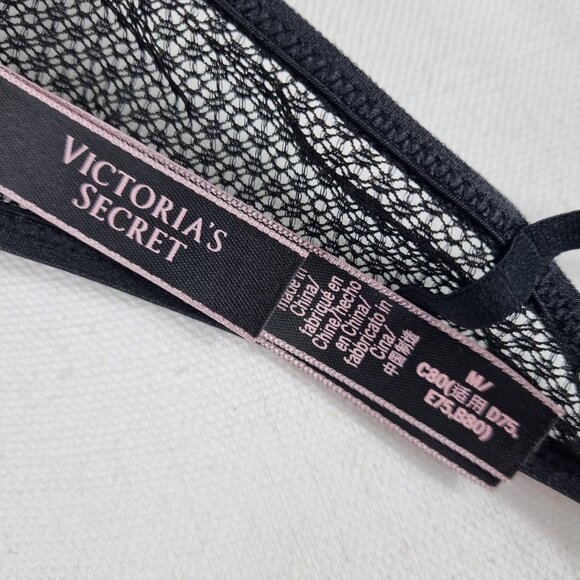 VICTORIA'S
SECRET
made in
China/
fabriqué en
Chine/hecho
en China/
fabbricato in
Cina/
中国制造
M/
C80(适用 D75,
E75,B80)